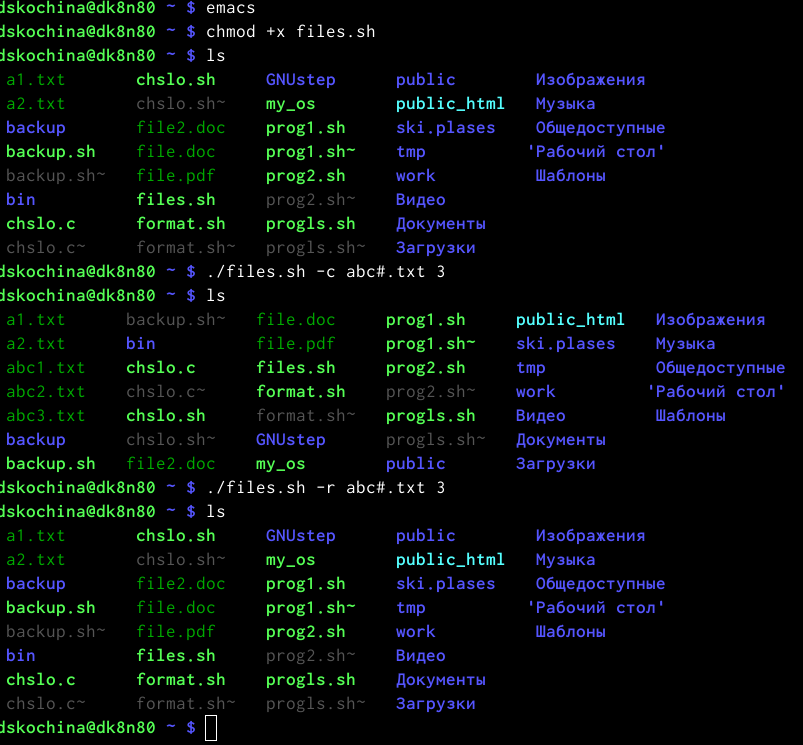 dskochina@dk8n80 ~ $ emacs
dskochina@dk8n80 ~ $ chmod +x files.sh
dskochina@dk8n80 ~ $ ls
a1.txt chslo.sh GNUstep public Изображения
a2.txt chslo.sh~ my_os public_html Музыка
backup file2.doc prog1.sh ski.plases Общедоступные
backup.sh file.doc prog1.sh~ tmp 'Рабочий стол'
backup.sh~ file.pdf prog2.sh work Шаблоны
bin files.sh prog2.sh~ Видео
chslo.c format.sh progls.sh Документы
chslo.c~ format.sh~ progls.sh~ Загрузки
dskochina@dk8n80 ~ $ ./files.sh -c abc#.txt 3
dskochina@dk8n80 ~ $ ls
a1.txt backup.sh~ file.doc prog1.sh public_html Изображения
a2.txt bin file.pdf prog1.sh~ ski.plases Музыка
abc1.txt chslo.c files.sh prog2.sh tmp Общедоступные
abc2.txt chslo.c~ format.sh prog2.sh~ work 'Рабочий стол'
abc3.txt chslo.sh format.sh~ progls.sh Видео Шаблоны
backup chslo.sh~ GNUstep progls.sh~ Документы
backup.sh file2.doc my_os public Загрузки
dskochina@dk8n80 ~ $ ./files.sh -r abc#.txt 3
dskochina@dk8n80 ~ $ ls
a1.txt chslo.sh GNUstep public Изображения
a2.txt chslo.sh~ my_os public_html Музыка
backup file2.doc prog1.sh ski.plases Общедоступные
backup.sh file.doc prog1.sh~ tmp 'Рабочий стол'
backup.sh~ file.pdf prog2.sh work Шаблоны
bin files.sh prog2.sh~ Видео
chslo.c format.sh progls.sh Документы
chslo.c~ format.sh~ progls.sh~ Загрузки
dskochina@dk8n80 ~ $